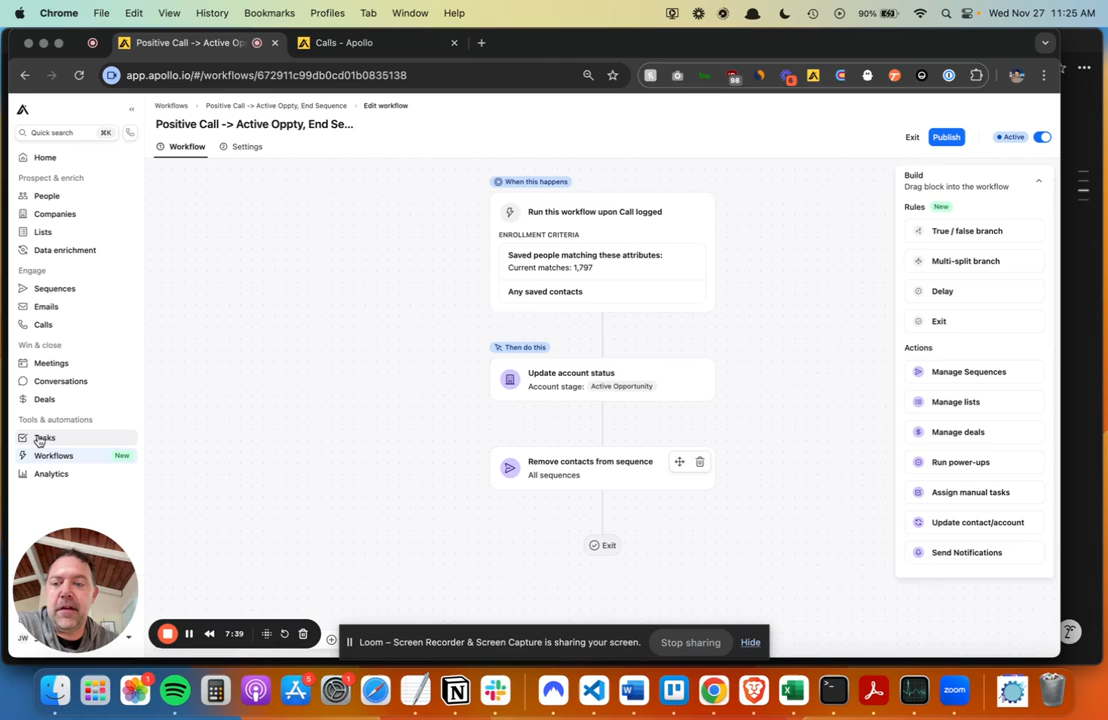 Chrome File Edit View History Bookmarks Profiles Tab Window Help
90% Wed Nov 27 11:25 AM
Positive Call -> Active Op
Calls - Apollo
app.apollo.io/#/workflows/672911c99db0cd01b0835138
98
6
Quick search ⌘K
Home
Prospect & enrich
People
Companies
Lists
Data enrichment
Engage
Sequences
Emails
Calls
Win & close
Meetings
Conversations
Deals
Tools & automations
Tasks
Workflows New
Analytics
JW
Workflows > Positive Call -> Active Oppty, End Sequence > Edit workflow
Positive Call -> Active Oppty, End Se...
Exit Publish Active
Workflow Settings
When this happens
Run this workflow upon Call logged
ENROLLMENT CRITERIA
Saved people matching these attributes:
Current matches: 1,797
Any saved contacts
Then do this
Update account status
Account stage: Active Opportunity
Remove contacts from sequence
All sequences
Exit
Build
Drag block into the workflow
Rules New
True / false branch
Multi-split branch
Delay
Exit
Actions
Manage Sequences
Manage lists
Manage deals
Run power-ups
Assign manual tasks
Update contact/account
Send Notifications
7:39
Loom – Screen Recorder & Screen Capture is sharing your screen. Stop sharing Hide
1
5
1
zoom